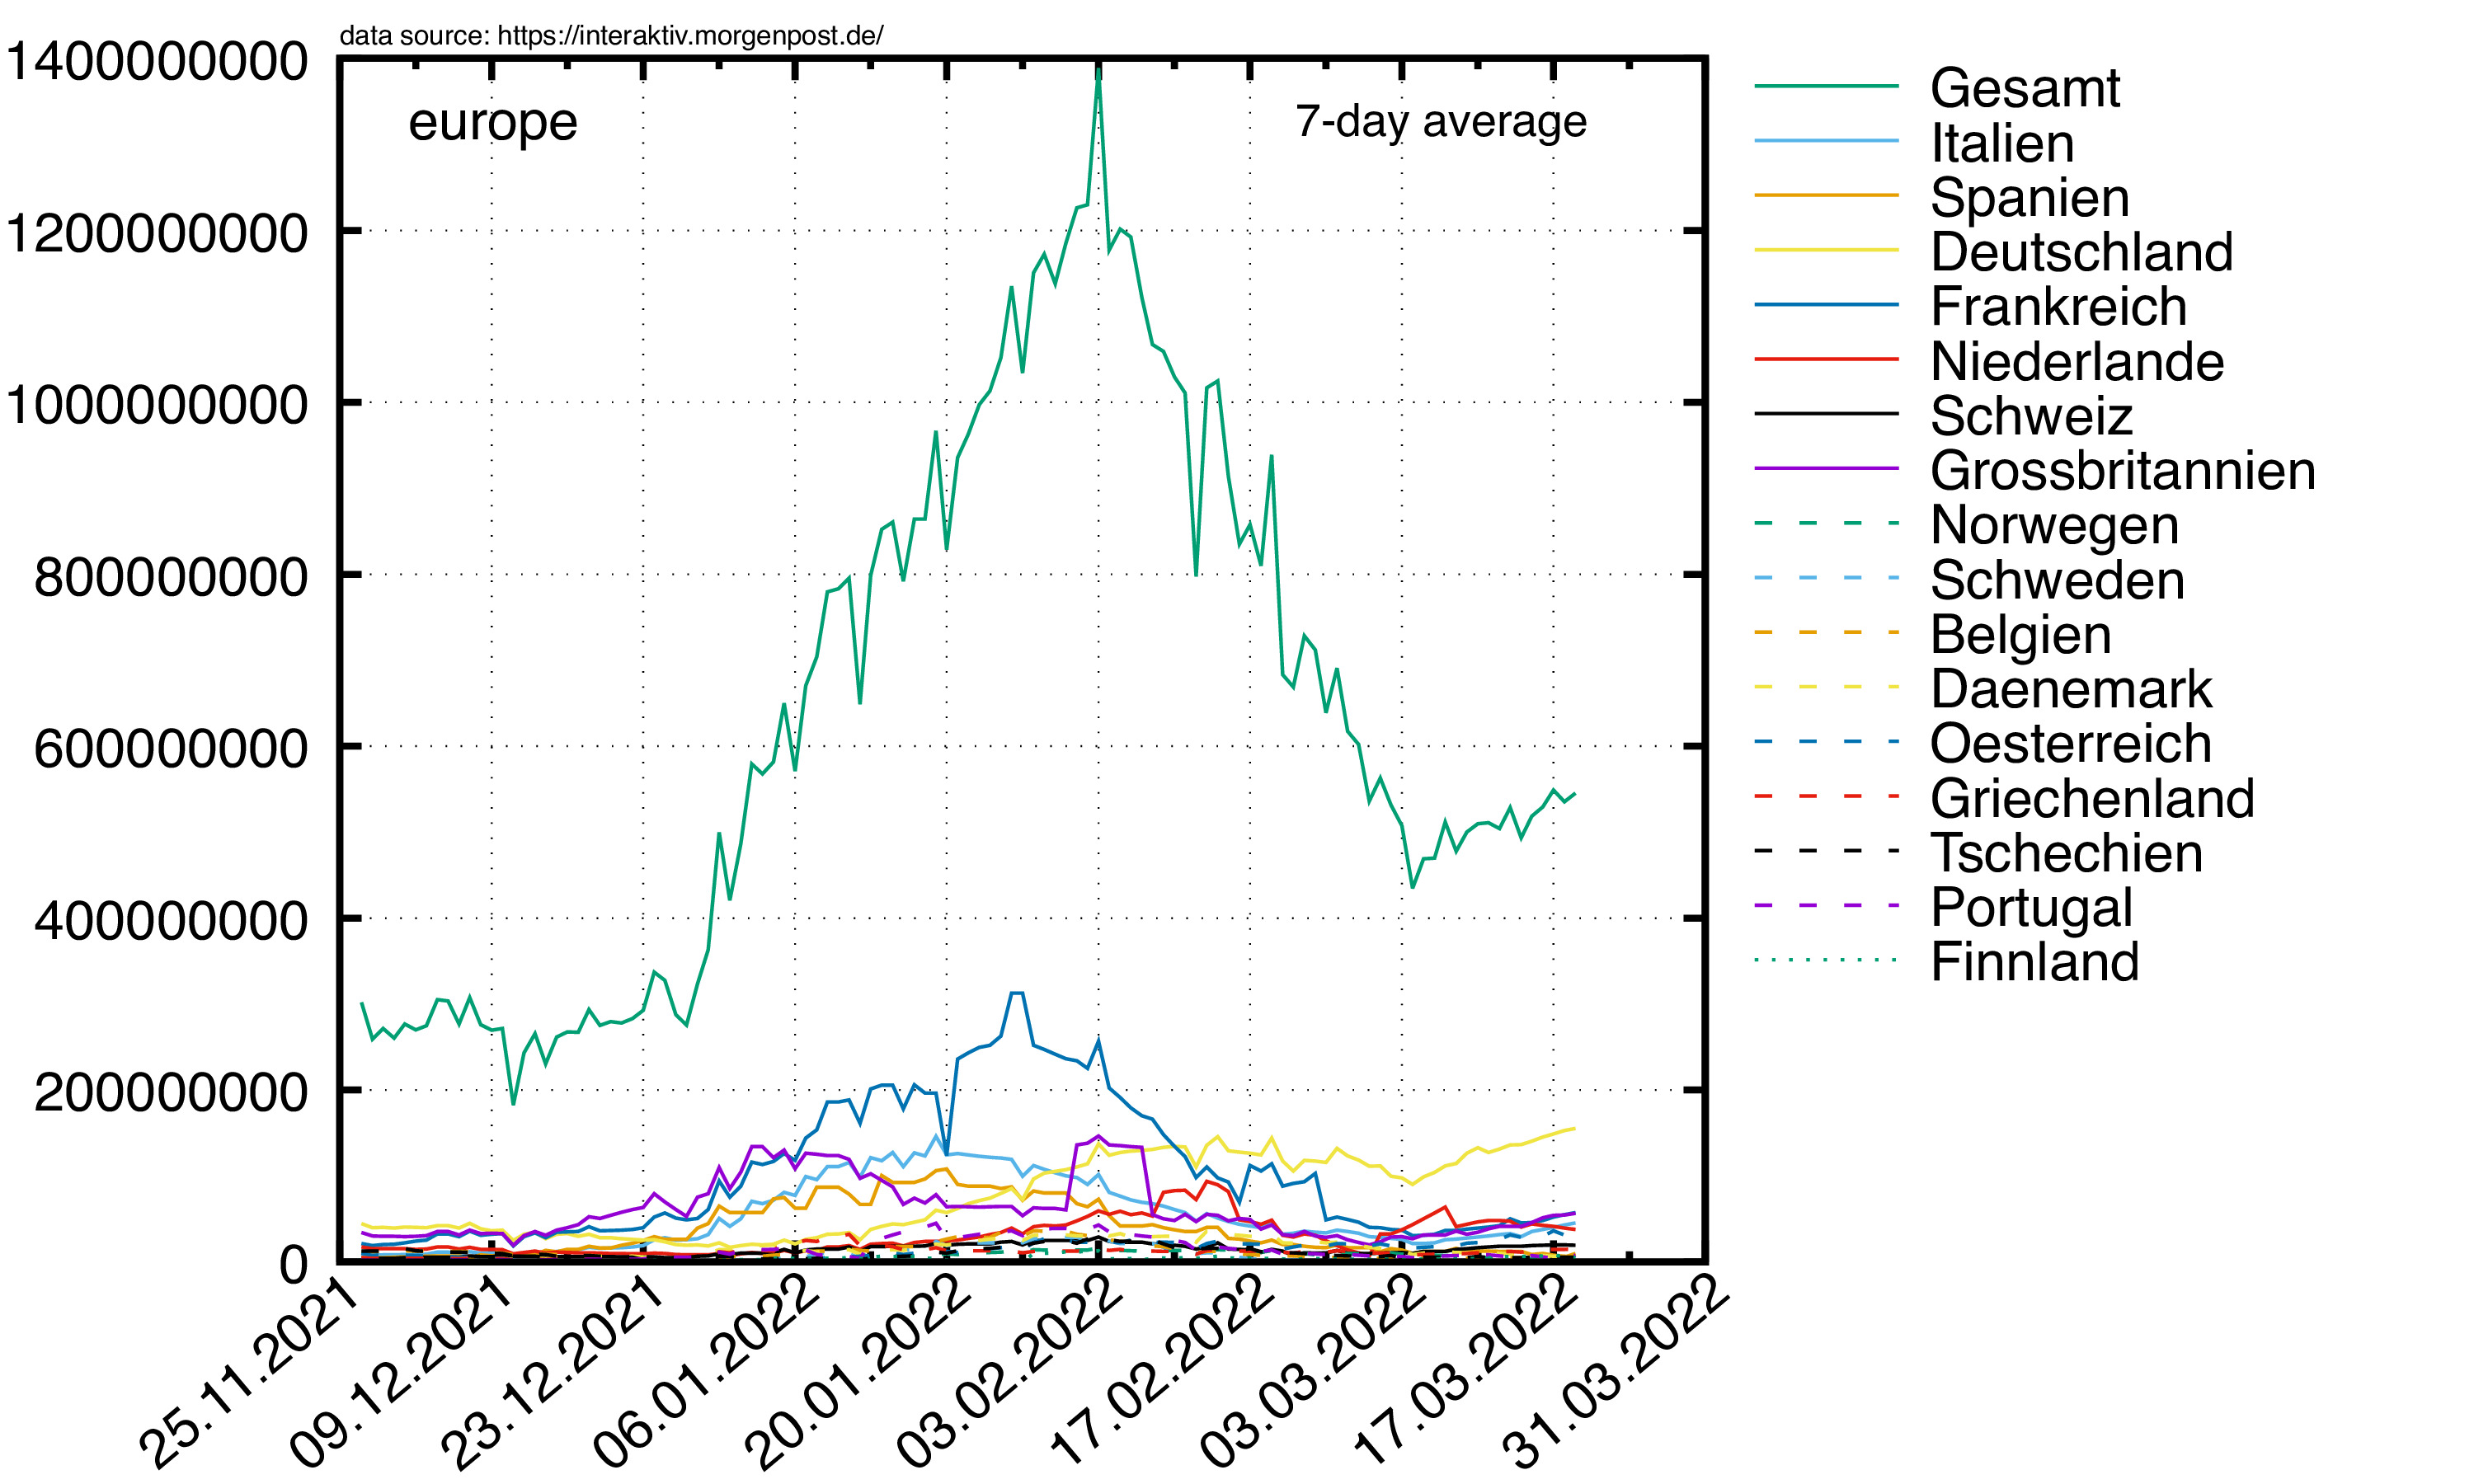 data source: https://interaktiv.morgenpost.de/
europe
7-day average
1400000000
1200000000
1000000000
800000000
600000000
400000000
200000000
0
25.11.2021
09.12.2021
23.12.2021
06.01.2022
20.01.2022
03.02.2022
17.02.2022
03.03.2022
17.03.2022
31.03.2022
Gesamt
Italien
Spanien
Deutschland
Frankreich
Niederlande
Schweiz
Grossbritannien
Norwegen
Schweden
Belgien
Daenemark
Oesterreich
Griechenland
Tschechien
Portugal
Finnland